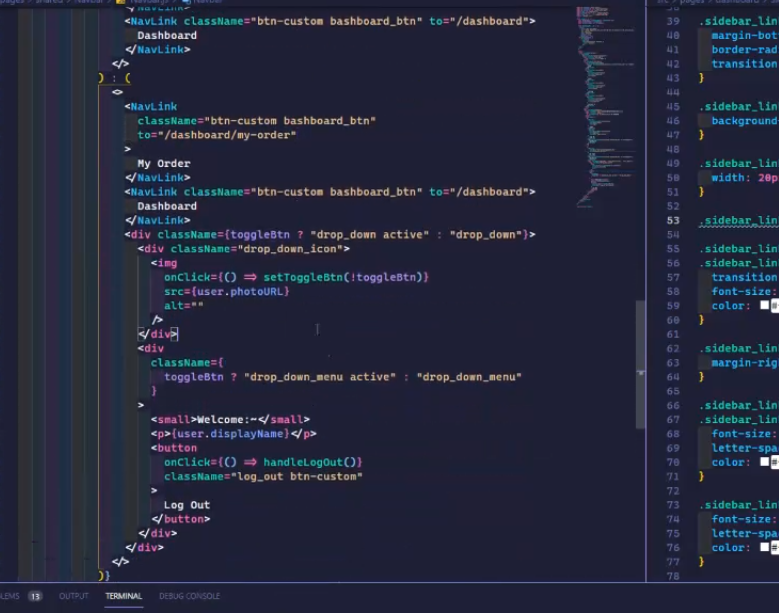 pages > shared > Navbar > NavBar.js > NavBar
</NavLink>
<NavLink className="btn-custom bashboard_btn" to="/dashboard">
Dashboard
</NavLink>
</>
) : (
<>
<NavLink
className="btn-custom bashboard_btn"
to="/dashboard/my-order"
>
My Order
</NavLink>
<NavLink className="btn-custom bashboard_btn" to="/dashboard">
Dashboard
</NavLink>
<div className={toggleBtn ? "drop_down active" : "drop_down"}>
<div className="drop_down_icon">
<img
onClick={() => setToggleBtn(!toggleBtn)}
src={user.photoURL}
alt=""
/>
</div>
<div
className={
toggleBtn ? "drop_down_menu active" : "drop_down_menu"
}
>
<small>Welcome:~</small>
<p>{user.displayName}</p>
<button
onClick={() => handleLogOut()}
className="log_out btn-custom"
>
Log Out
</button>
</div>
</div>
</>
)}
39 .sidebar_lin
40 margin-bot
41 border-rad
42 transition
43 }
44
45 .sidebar_lin
46 background-
47 }
48
49 .sidebar_lin
50 width: 20p
51 }
52
53 .sidebar_lin
54
55 .sidebar_lin
56 .sidebar_lin
57 transition
58 font-size:
59 color: #
60 }
61
62 .sidebar_lin
63 margin-rig
64 }
65
66 .sidebar_lin
67 .sidebar_lin
68 font-size:
69 letter-spa
70 color: #
71 }
72
73 .sidebar_lin
74 font-size:
75 letter-spa
76 color: #
77 }
78
LEMS 13 OUTPUT TERMINAL DEBUG CONSOLE